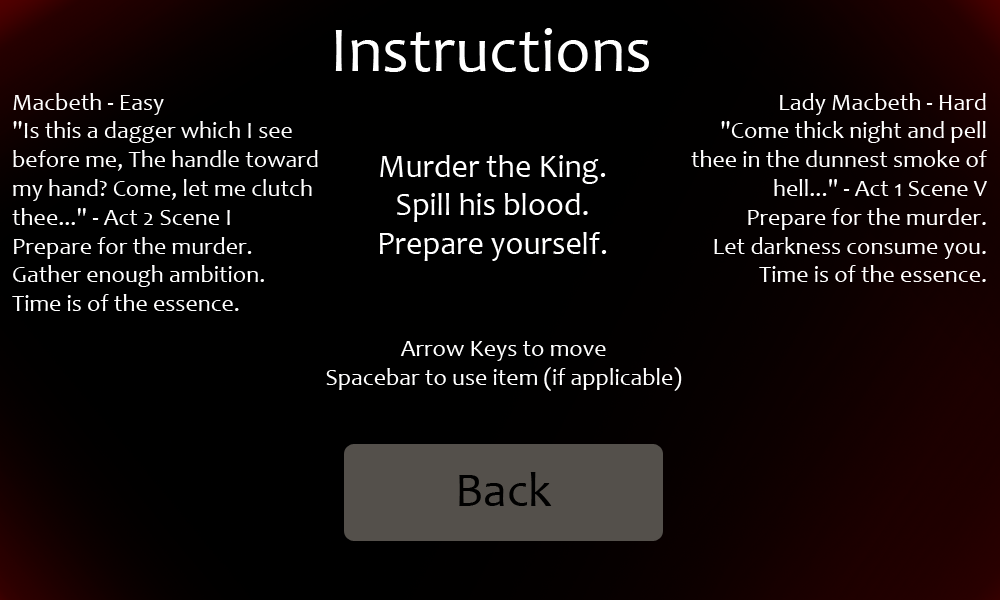 Instructions
Macbeth - Easy
"Is this a dagger which I see
before me, The handle toward
my hand? Come, let me clutch
thee..." - Act 2 Scene I
Prepare for the murder.
Gather enough ambition.
Time is of the essence.
Murder the King.
Spill his blood.
Prepare yourself.
Lady Macbeth - Hard
"Come thick night and pell
thee in the dunnest smoke of
hell..." - Act 1 Scene V
Prepare for the murder.
Let darkness consume you.
Time is of the essence.
Arrow Keys to move
Spacebar to use item (if applicable)
Back